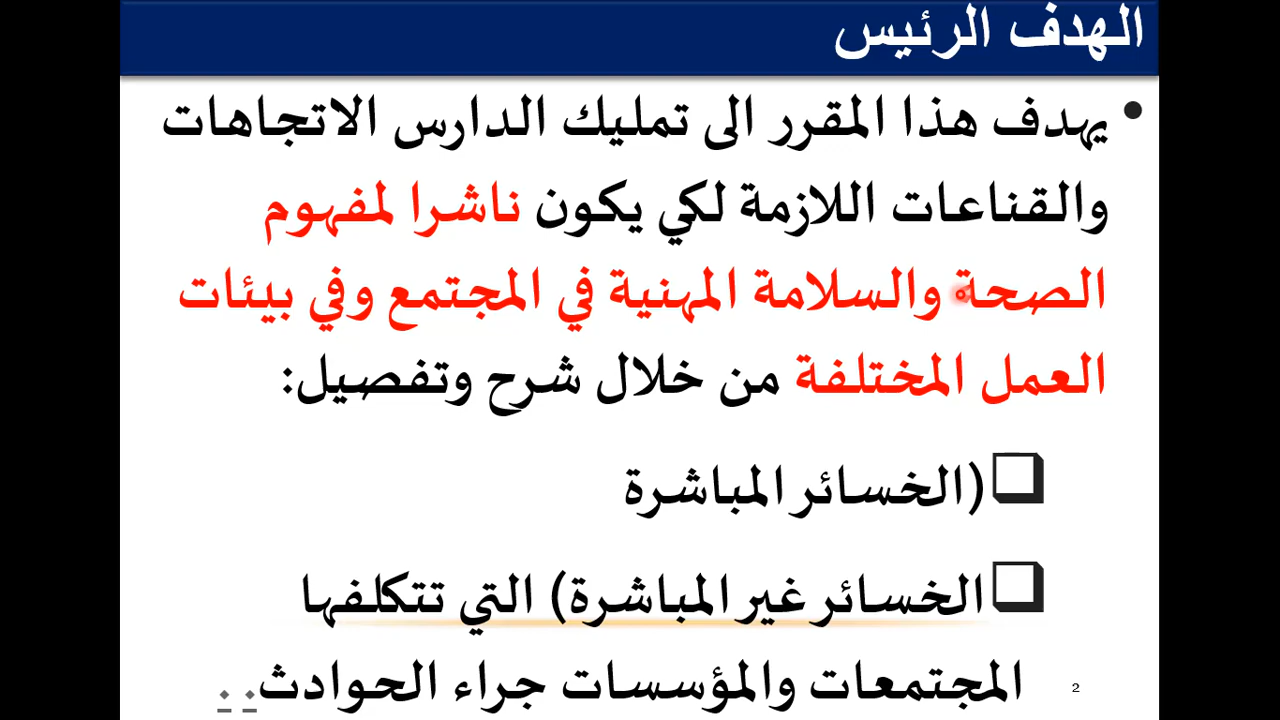 الهدف الرئيس
• يهدف هذا المقرر الى تمليك الدارس الاتجاهات
والقناعات اللازمة لكي يكون ناشرا لمفهوم
الصحة والسلامة المهنية في المجتمع وفي بيئات
العمل المختلفة من خلال شرح وتفصيل:
❑ (الخسائر المباشرة
❑ الخسائر غير المباشرة) التي تتكلفها
المجتمعات والمؤسسات جراء الحوادث..
2